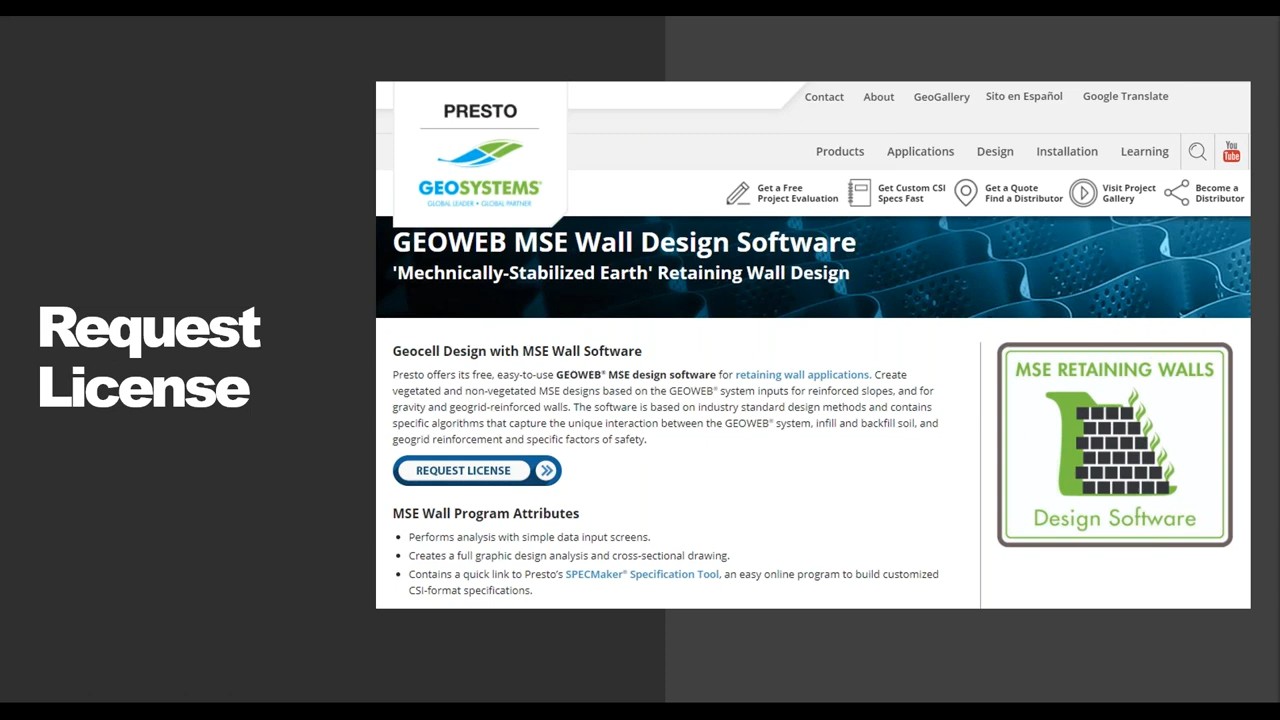 Request
License
PRESTO
GEOSYSTEMS®
GLOBAL LEADER • GLOBAL PARTNER
Contact About GeoGallery Sito en Español Google Translate
Products Applications Design Installation Learning You Tube
Get a Free Project Evaluation
Get Custom CSI Specs Fast
Get a Quote Find a Distributor
Visit Project Gallery
Become a Distributor
GEOWEB MSE Wall Design Software
'Mechnically-Stabilized Earth' Retaining Wall Design
Geocell Design with MSE Wall Software
Presto offers its free, easy-to-use GEOWEB® MSE design software for retaining wall applications. Create
vegetated and non-vegetated MSE designs based on the GEOWEB® system inputs for reinforced slopes, and for
gravity and geogrid-reinforced walls. The software is based on industry standard design methods and contains
specific algorithms that capture the unique interaction between the GEOWEB® system, infill and backfill soil, and
geogrid reinforcement and specific factors of safety.
REQUEST LICENSE
MSE Wall Program Attributes
• Performs analysis with simple data input screens.
• Creates a full graphic design analysis and cross-sectional drawing.
• Contains a quick link to Presto's SPECMaker® Specification Tool, an easy online program to build customized
CSI-format specifications.
MSE RETAINING WALLS
Design Software